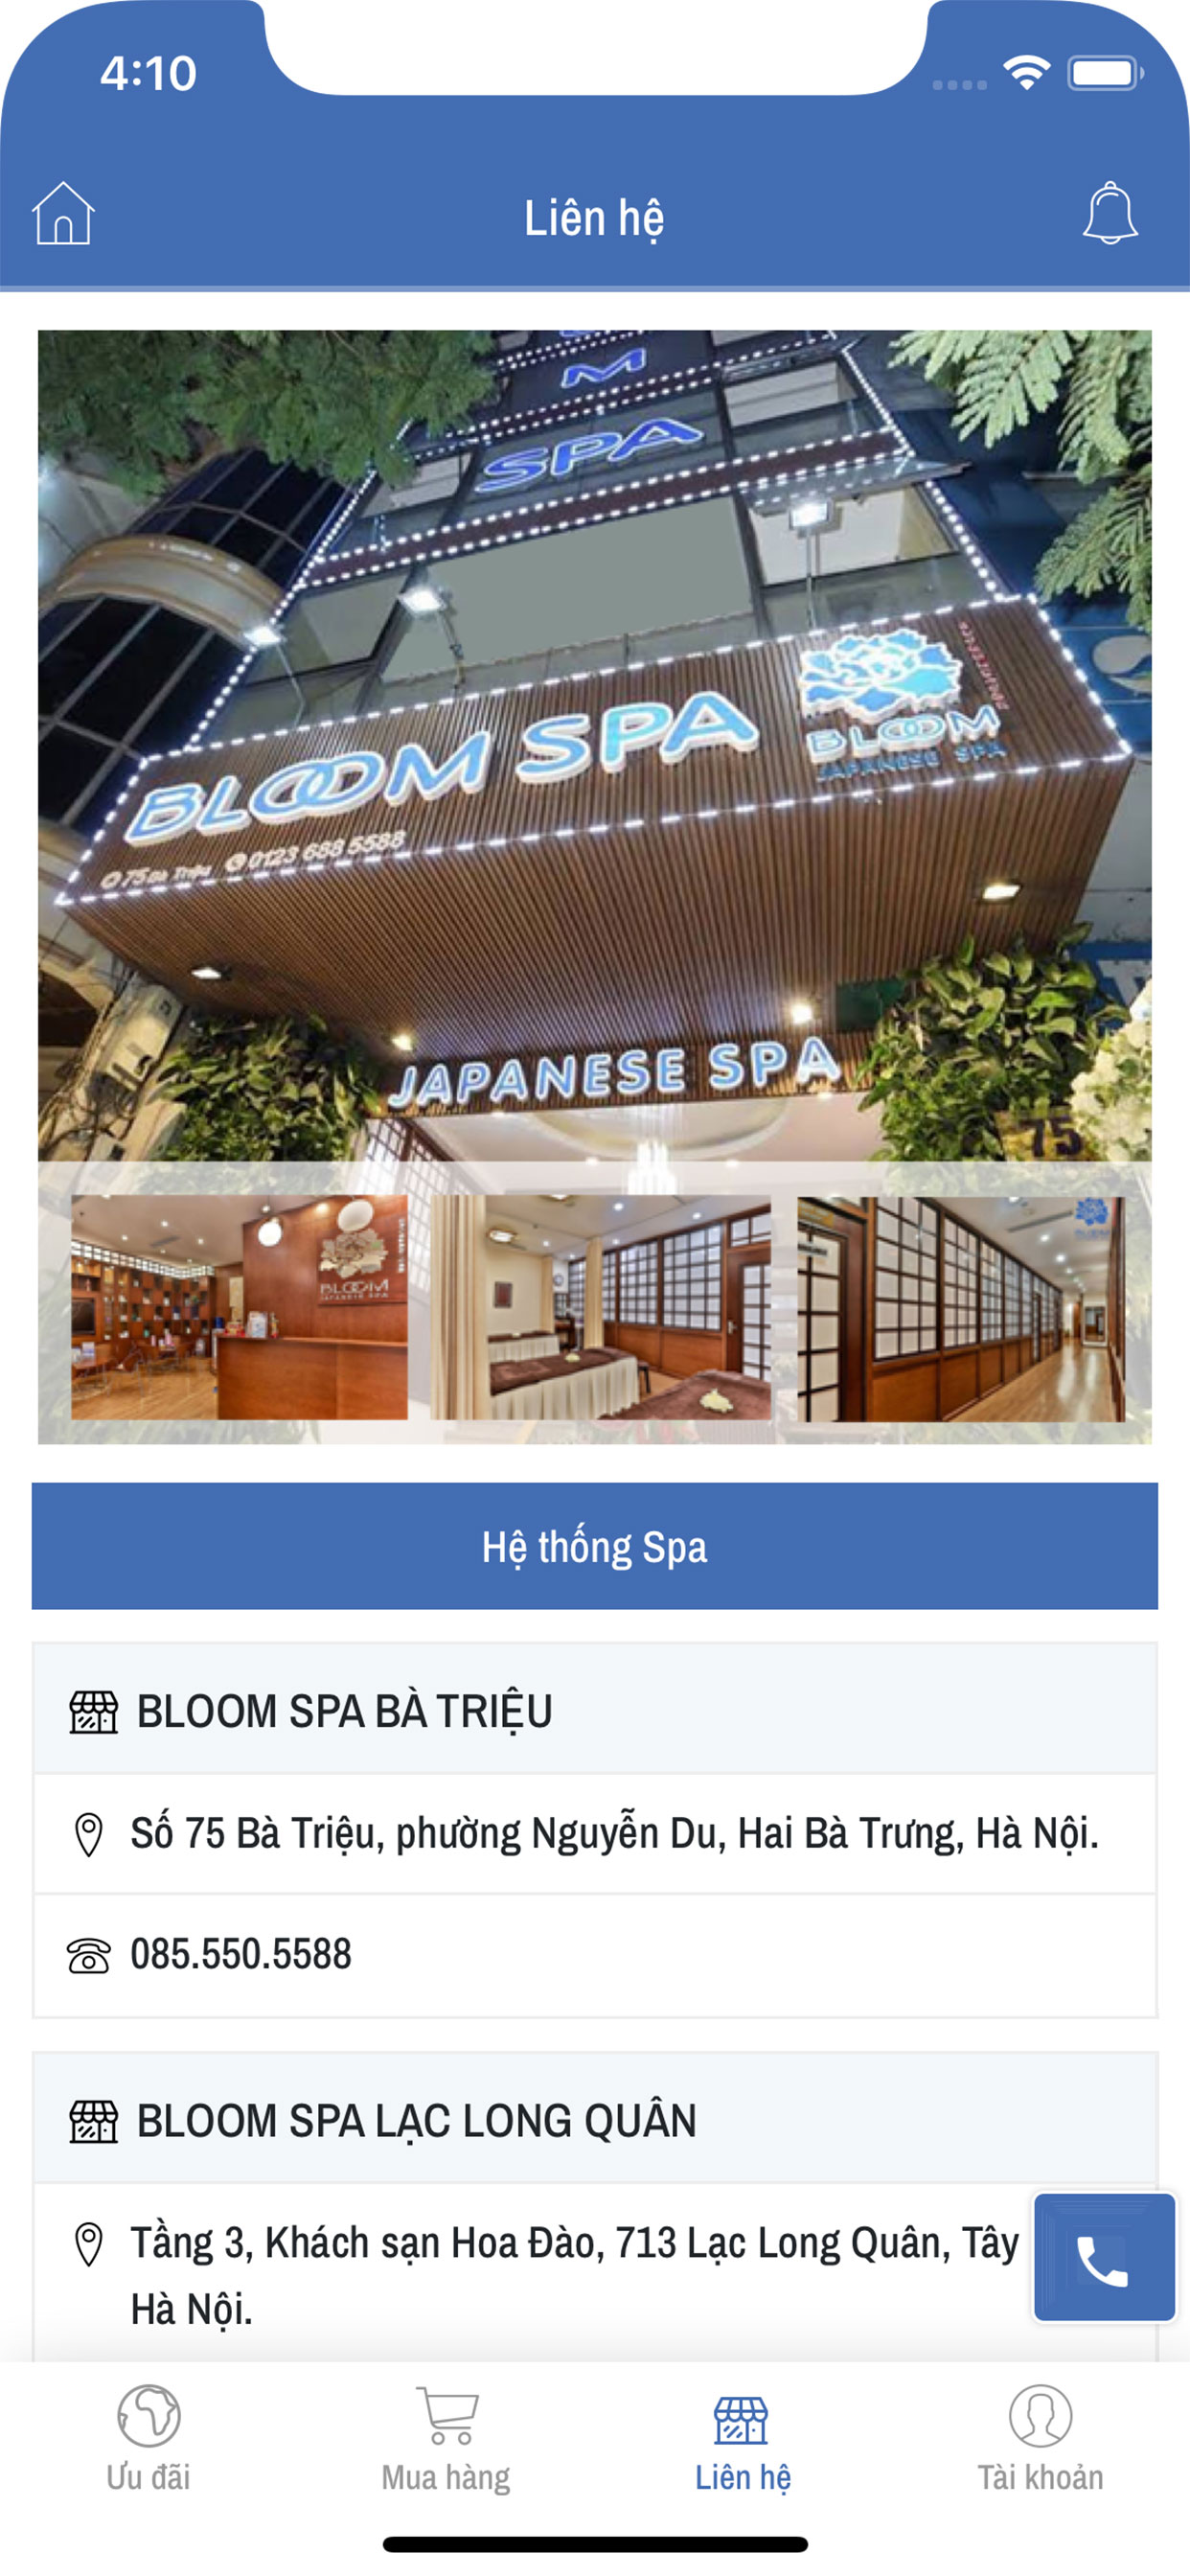 4:10
Liên hệ
M
SPA
BLOOM SPA
BLOOM
JAPANESE SPA
75 Bà Triệu 0123 688 5588
JAPANESE SPA
75
BLOOM
JAPANESE SPA
Hệ thống Spa
BLOOM SPA BÀ TRIỆU
Số 75 Bà Triệu, phường Nguyễn Du, Hai Bà Trưng, Hà Nội.
085.550.5588
BLOOM SPA LẠC LONG QUÂN
Tầng 3, Khách sạn Hoa Đào, 713 Lạc Long Quân, Tây
Hà Nội.
Ưu đãi
Mua hàng
Liên hệ
Tài khoản